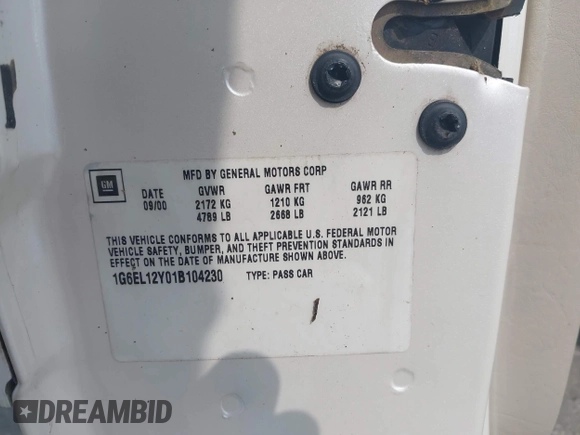 MFD BY GENERAL MOTORS CORP
GM
DATE GVWR GAWR FRT GAWR RR
09/00 2172 KG 1210 KG 962 KG
4789 LB 2668 LB 2121 LB
THIS VEHICLE CONFORMS TO ALL APPLICABLE U.S. FEDERAL MOTOR
VEHICLE SAFETY, BUMPER, AND THEFT PREVENTION STANDARDS IN
EFFECT ON THE DATE OF MANUFACTURE SHOWN ABOVE.
1G6EL12Y01B104230 TYPE: PASS CAR
DREAMBID